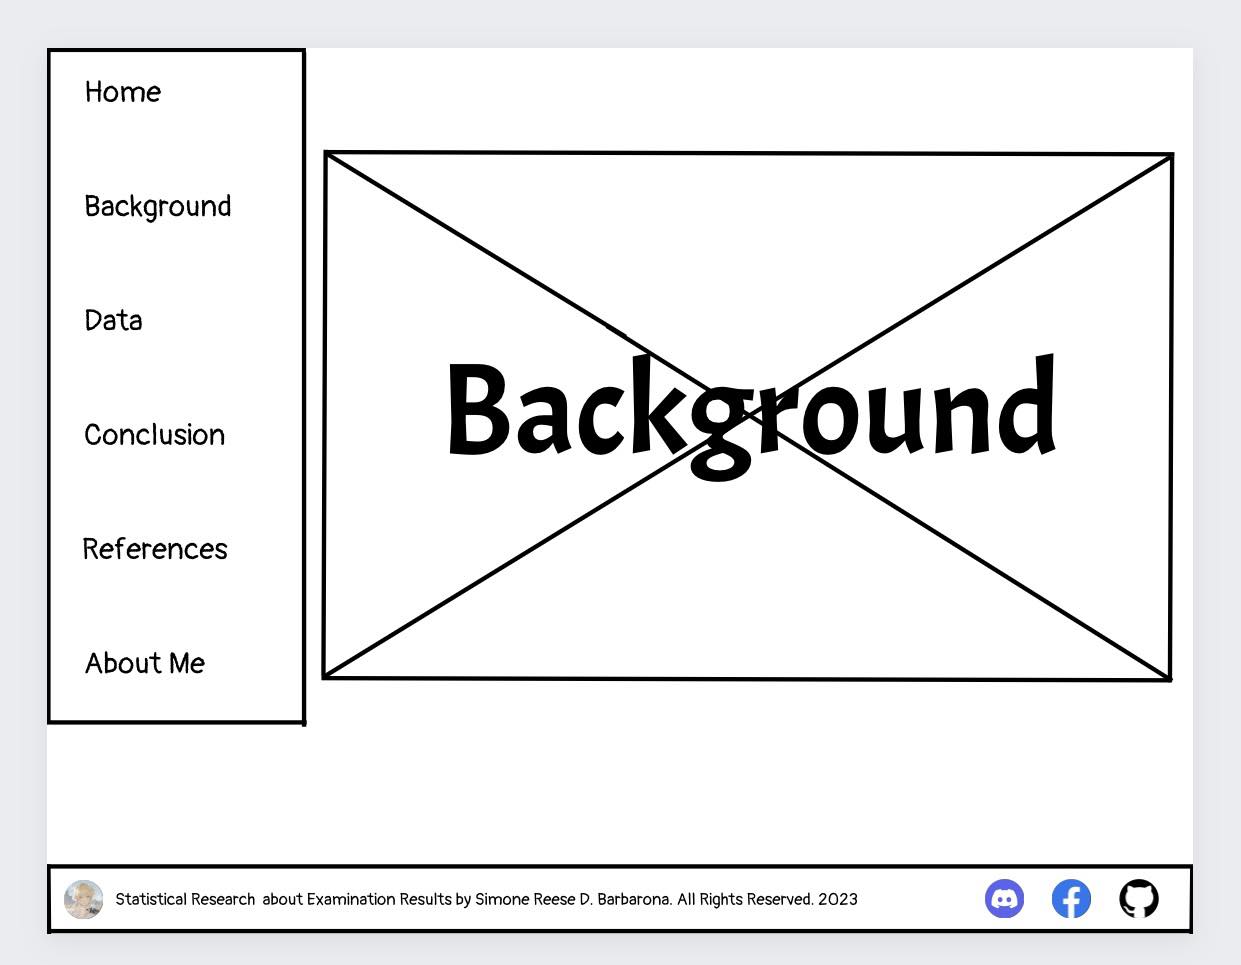 Home
Background
Data
Conclusion
References
About Me
Background
Statistical Research about Examination Results by Simone Reese D. Barbarona. All Rights Reserved. 2023